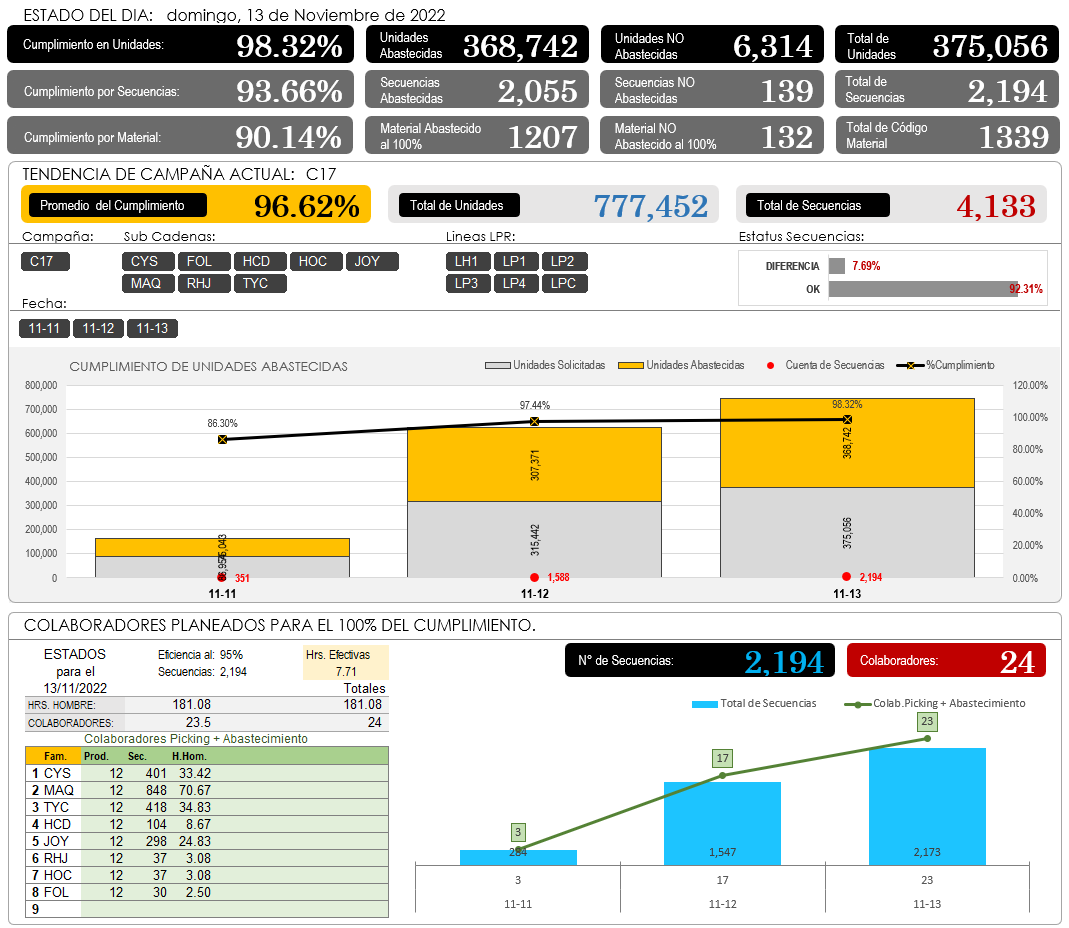 ESTADO DEL DIA: domingo, 13 de Noviembre de 2022
Cumplimiento en Unidades: 98.32%
Unidades Abastecidas 368,742
Unidades NO Abastecidas 6,314
Total de Unidades 375,056
Cumplimiento por Secuencias: 93.66%
Secuencias Abastecidas 2,055
Secuencias NO Abastecidas 139
Total de Secuencias 2,194
Cumplimiento por Material: 90.14%
Material Abastecido al 100% 1207
Material NO Abastecido al 100% 132
Total de Código Material 1339
TENDENCIA DE CAMPAÑA ACTUAL: C17
Promedio del Cumplimiento 96.62%
Total de Unidades 777,452
Total de Secuencias 4,133
Campaña: Sub Cadenas: Lineas LPR: Estatus Secuencias:
C17 CYS FOL HCD HOC JOY LH1 LP1 LP2
MAQ RHJ TYC LP3 LP4 LPC
DIFERENCIA 7.69%
OK 92.31%
Fecha:
11-11 11-12 11-13
CUMPLIMIENTO DE UNIDADES ABASTECIDAS
Unidades Solicitadas Unidades Abastecidas Cuenta de Secuencias %Cumplimiento
800,000 120.00%
700,000 100.00%
600,000 80.00%
500,000 60.00%
400,000 40.00%
300,000 20.00%
200,000 0.00%
100,000
0
86.30% 97.44% 98.32%
307,371 368,742
315,442 375,056
351 1,588 2,194
11-11 11-12 11-13
COLABORADORES PLANEADOS PARA EL 100% DEL CUMPLIMIENTO.
ESTADOS para el 13/11/2022
Eficiencia al: 95%
Secuencias: 2,194
Hrs. Efectivas
7.71
Totales
HRS. HOMBRE: 181.08 181.08
COLABORADORES: 23.5 24
Colaboradores Picking + Abastecimiento
Fam. Prod. Sec. H.Hom.
1 CYS 12 401 33.42
2 MAQ 12 848 70.67
3 TYC 12 418 34.83
4 HCD 12 104 8.67
5 JOY 12 298 24.83
6 RHJ 12 37 3.08
7 HOC 12 37 3.08
8 FOL 12 30 2.50
9
N° de Secuencias: 2,194
Colaboradores: 24
Total de Secuencias Colab.Picking + Abastecimiento
3 17 23
284 1,547 2,173
3 17 23
11-11 11-12 11-13